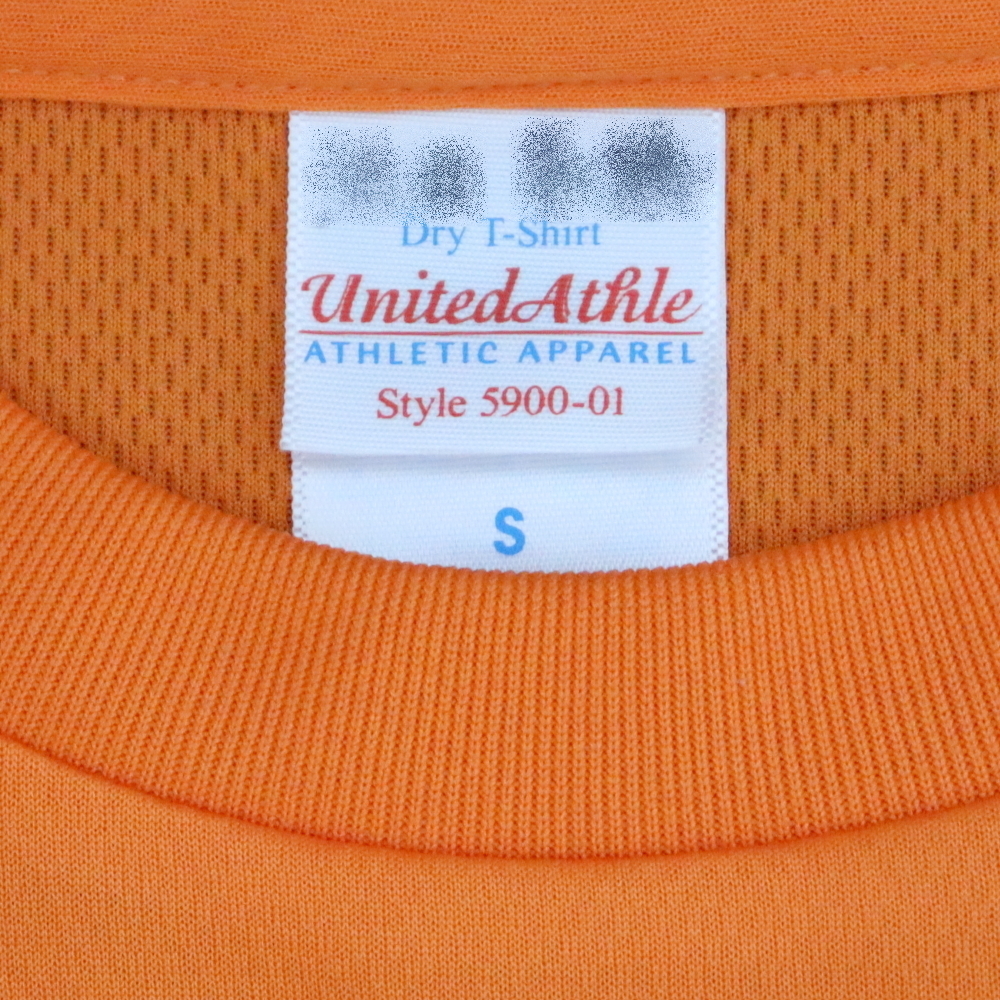 Dry T-Shirt
UnitedAthle
ATHLETIC APPAREL
Style 5900-01
S